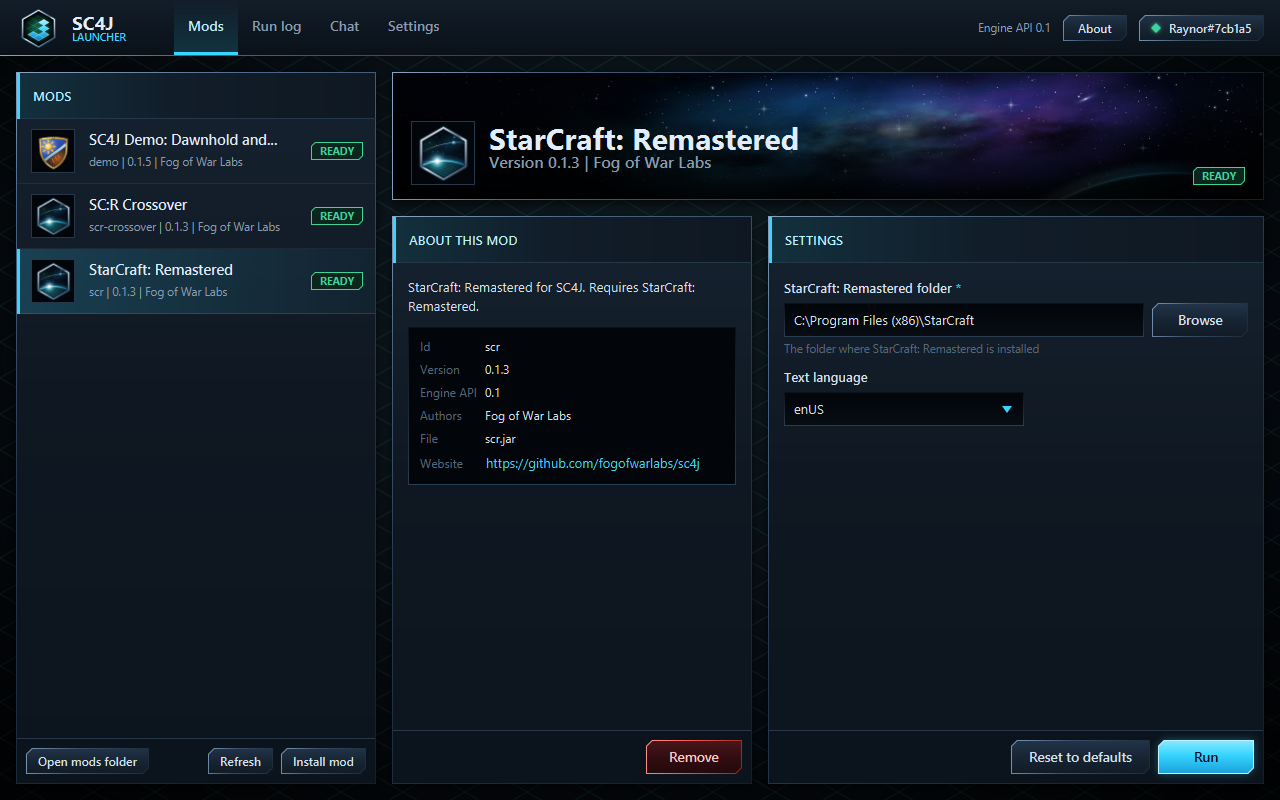 SC4J
LAUNCHER
Mods
Run log
Chat
Settings
Engine API 0.1
About
Raynor#7cb1a5
MODS
SC4J Demo: Dawnhold and...
demo | 0.1.5 | Fog of War Labs
READY
SC:R Crossover
scr-crossover | 0.1.3 | Fog of War Labs
READY
StarCraft: Remastered
scr | 0.1.3 | Fog of War Labs
READY
Open mods folder
Refresh
Install mod
StarCraft: Remastered
Version 0.1.3 | Fog of War Labs
READY
ABOUT THIS MOD
StarCraft: Remastered for SC4J. Requires StarCraft:
Remastered.
Id scr
Version 0.1.3
Engine API 0.1
Authors Fog of War Labs
File scr.jar
Website https://github.com/fogofwarlabs/sc4j
Remove
SETTINGS
StarCraft: Remastered folder *
C:\Program Files (x86)\StarCraft
Browse
The folder where StarCraft: Remastered is installed
Text language
enUS
Reset to defaults
Run